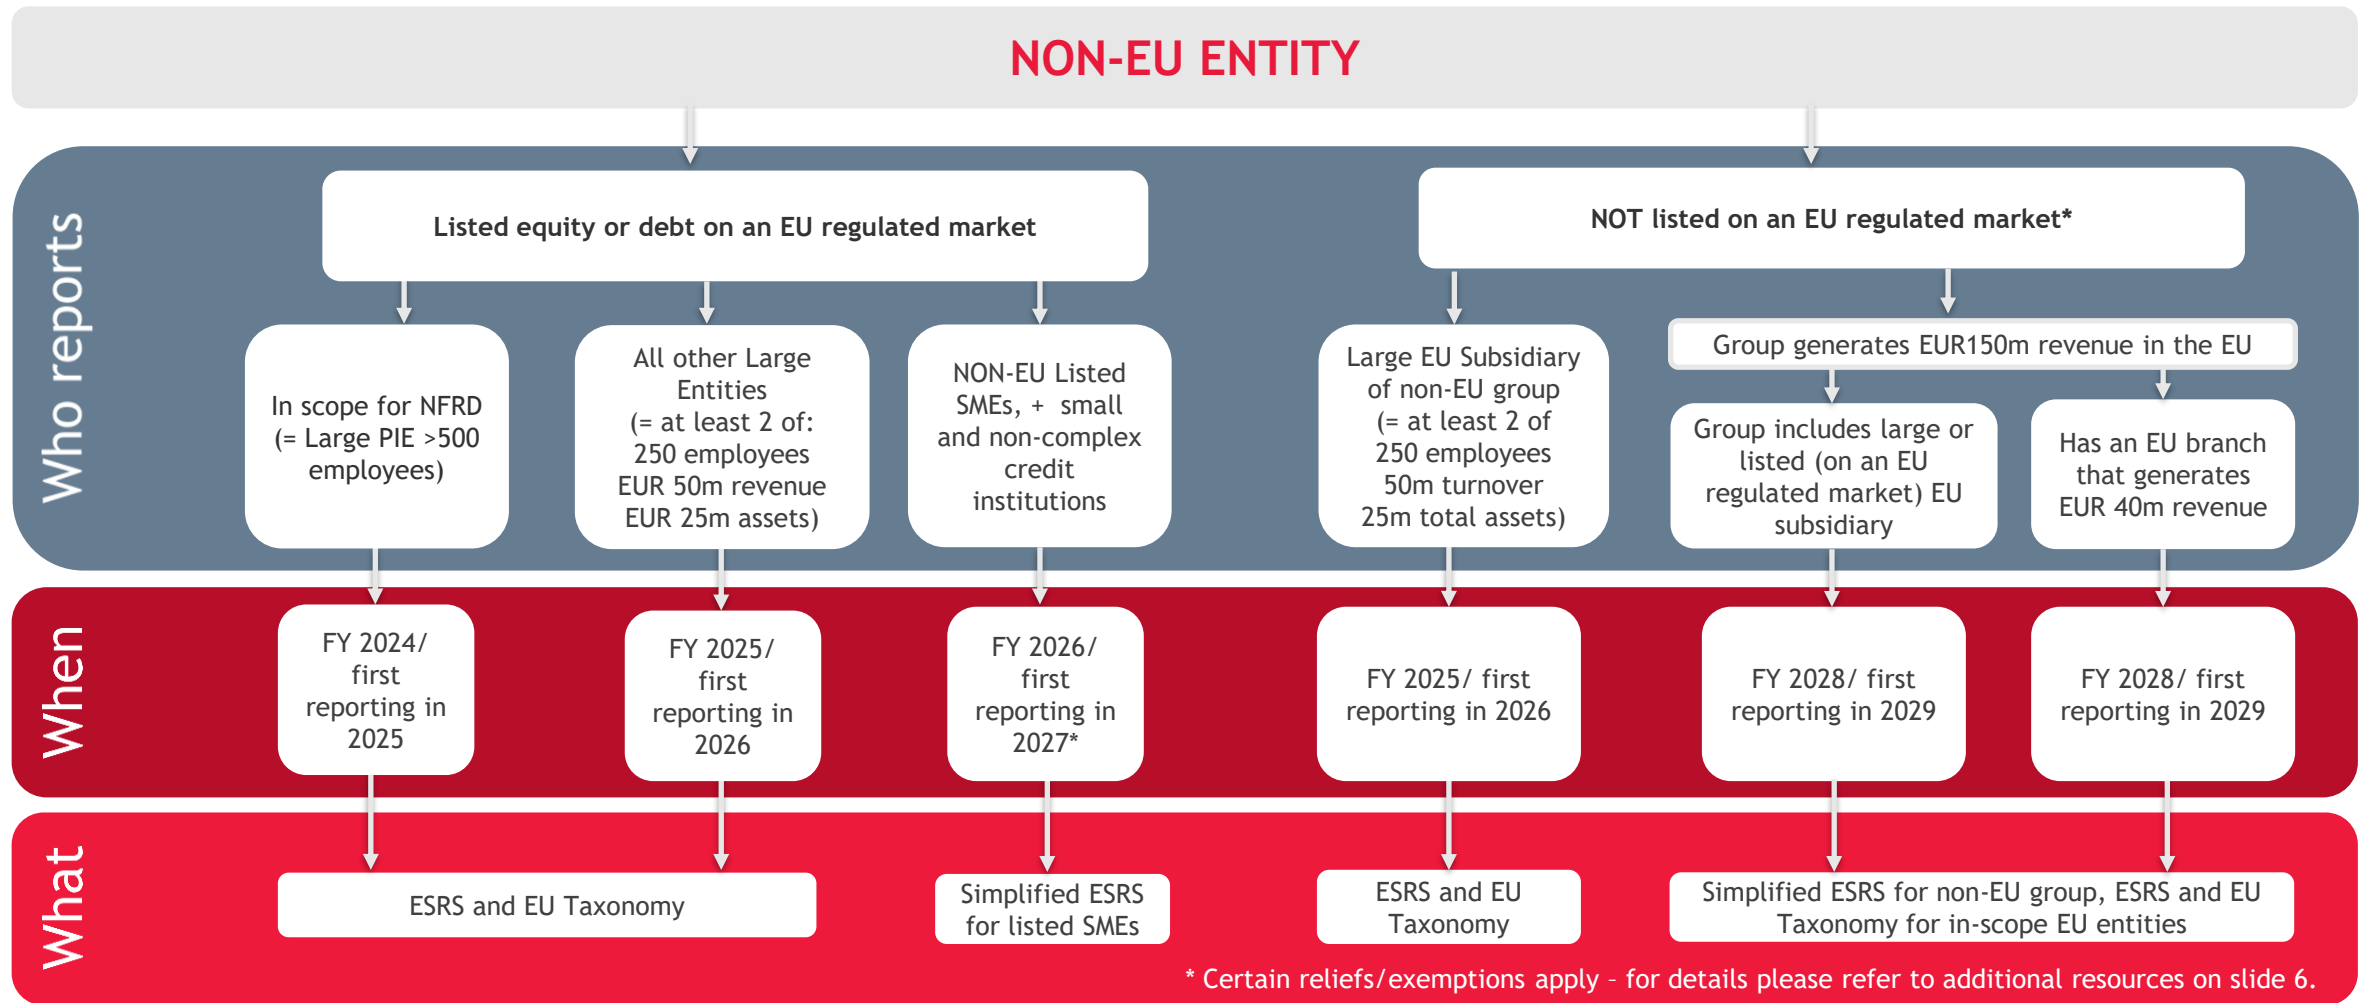 NON-EU ENTITY
Who reports
Listed equity or debt on an EU regulated market
NOT listed on an EU regulated market*
In scope for NFRD
(= Large PIE >500
employees)
All other Large
Entities
(= at least 2 of:
250 employees
EUR 50m revenue
EUR 25m assets)
NON-EU Listed
SMEs, + small
and non-complex
credit
institutions
Large EU Subsidiary
of non-EU group
(= at least 2 of
250 employees
50m turnover
25m total assets)
Group generates EUR150m revenue in the EU
Group includes large or
listed (on an EU
regulated market) EU
subsidiary
Has an EU branch
that generates
EUR 40m revenue
When
FY 2024/
first
reporting in
2025
FY 2025/
first
reporting in
2026
FY 2026/
first
reporting in
2027*
FY 2025/ first
reporting in 2026
FY 2028/ first
reporting in 2029
FY 2028/ first
reporting in 2029
What
ESRS and EU Taxonomy
Simplified ESRS
for listed SMEs
ESRS and EU
Taxonomy
Simplified ESRS for non-EU group, ESRS and EU
Taxonomy for in-scope EU entities
* Certain reliefs/exemptions apply - for details please refer to additional resources on slide 6.